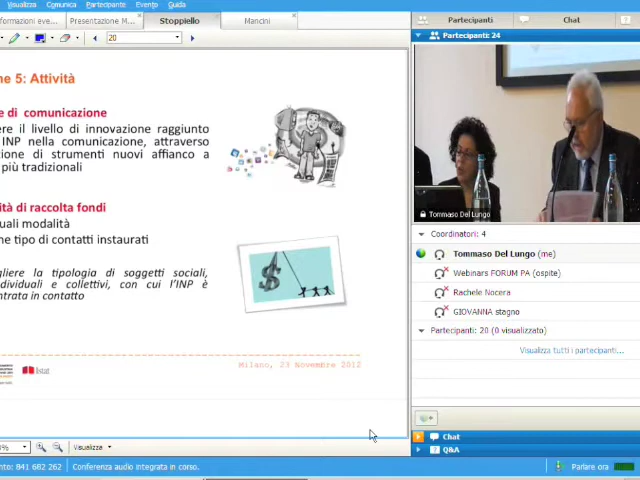 Visualizza Comunica Partecipante Evento Guida
formazioni eve... Presentazione M... Stoppiello Mancini
20
ne 5: Attività
e di comunicazione
ere il livello di innovazione raggiunto
INP nella comunicazione, attraverso
zione di strumenti nuovi affianco a
più tradizionali
ità di raccolta fondi
uali modalità
ne tipo di contatti instaurati
gliere la tipologia di soggetti sociali,
dividuali e collettivi, con cui l'INP è
ntrata in contatto
Istat
Milano, 23 Novembre 2012
Visualizza
nto: 841 682 262 Conferenza audio integrata in corso.
Partecipanti Chat
Partecipanti: 24
Tommaso Del Lungo
Coordinatori: 4
Tommaso Del Lungo (me)
Webinars FORUM PA (ospite)
Rachele Nocera
GIOVANNA stagno
Partecipanti: 20 (0 visualizzato)
Visualizza tutti i partecipanti...
Chat
Q&A
Parlare ora